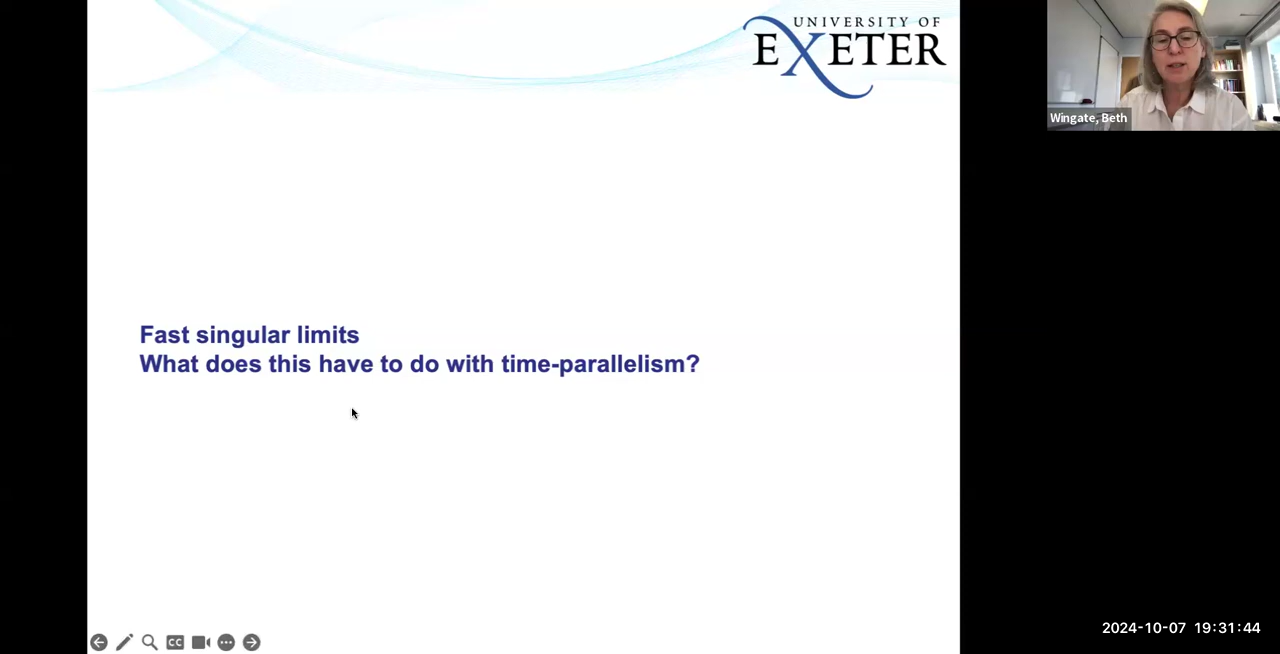 UNIVERSITY OF
EXETER
Wingate, Beth
Fast singular limits
What does this have to do with time-parallelism?
CC
2024-10-07 19:31:44